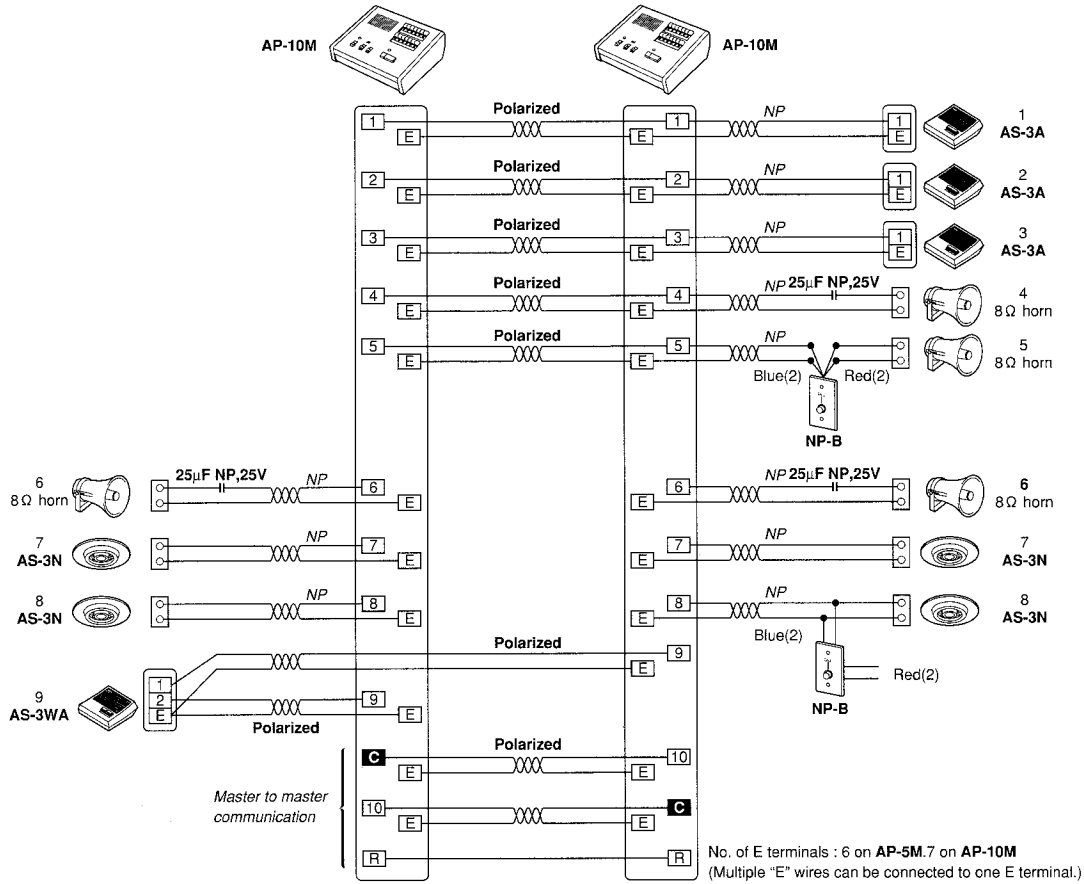 AP-10M
AP-10M
1 E Polarized 1 E NP 1 E 1 AS-3A
2 E Polarized 2 E NP 1 E 2 AS-3A
3 E Polarized 3 E NP 1 E 3 AS-3A
4 E Polarized 4 E NP 25µF NP,25V 4 8Ω horn
5 E Polarized 5 E NP 5 8Ω horn
Blue(2) Red(2)
NP-B
6 8Ω horn 25µF NP,25V NP 6 E
6 E NP 25µF NP,25V 6 8Ω horn
7 AS-3N NP 7 E
7 E NP 7 AS-3N
8 AS-3N NP 8 E
8 E NP 8 AS-3N
Blue(2)
Red(2)
NP-B
Polarized 9 E
9 AS-3WA 1 2 E 9 E
Polarized
C E Polarized 10 E
Master to master
communication
10 E C E
R R
No. of E terminals : 6 on AP-5M.7 on AP-10M
(Multiple "E" wires can be connected to one E terminal.)